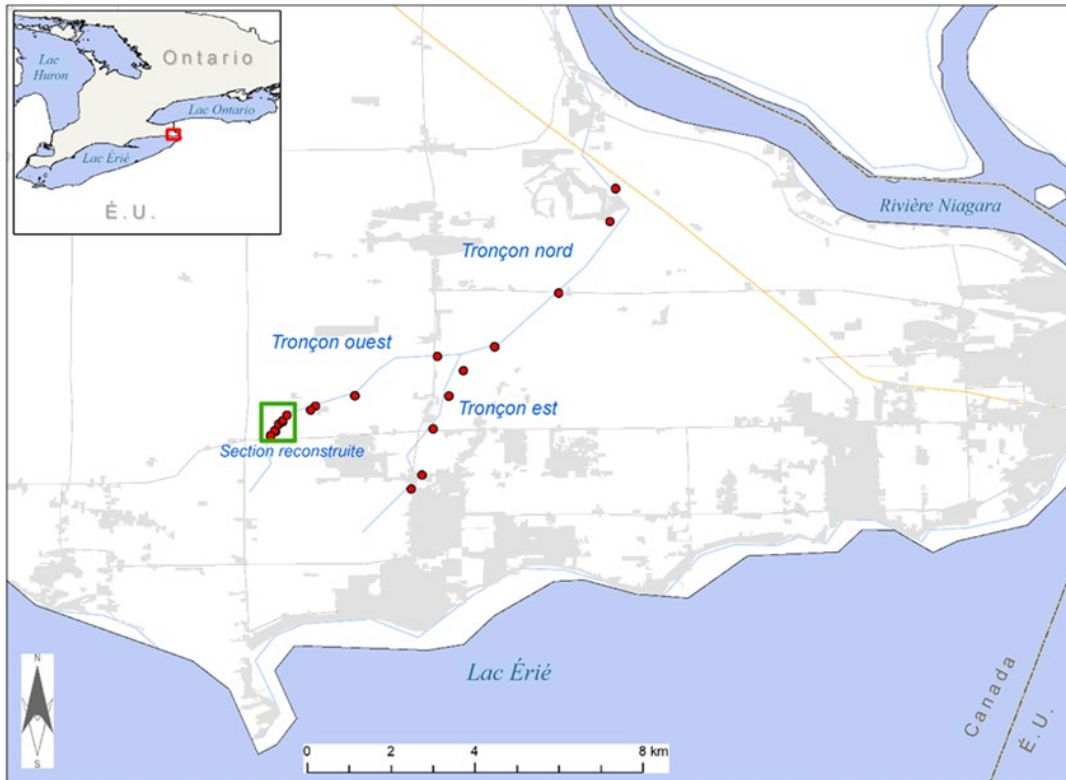 Lac
Huron
Ontario
Lac Ontario
Lac Érié
É.U.
Rivière Niagara
Tronçon nord
Tronçon ouest
Tronçon est
Section reconstruite
Lac Érié
Canada
É.U.
N
S
0 2 4 8 km